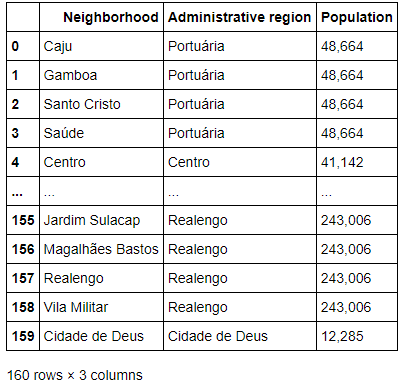 Neighborhood Administrative region Population
0 Caju Portuária 48,664
1 Gamboa Portuária 48,664
2 Santo Cristo Portuária 48,664
3 Saúde Portuária 48,664
4 Centro Centro 41,142
... ... ... ...
155 Jardim Sulacap Realengo 243,006
156 Magalhães Bastos Realengo 243,006
157 Realengo Realengo 243,006
158 Vila Militar Realengo 243,006
159 Cidade de Deus Cidade de Deus 12,285
160 rows × 3 columns